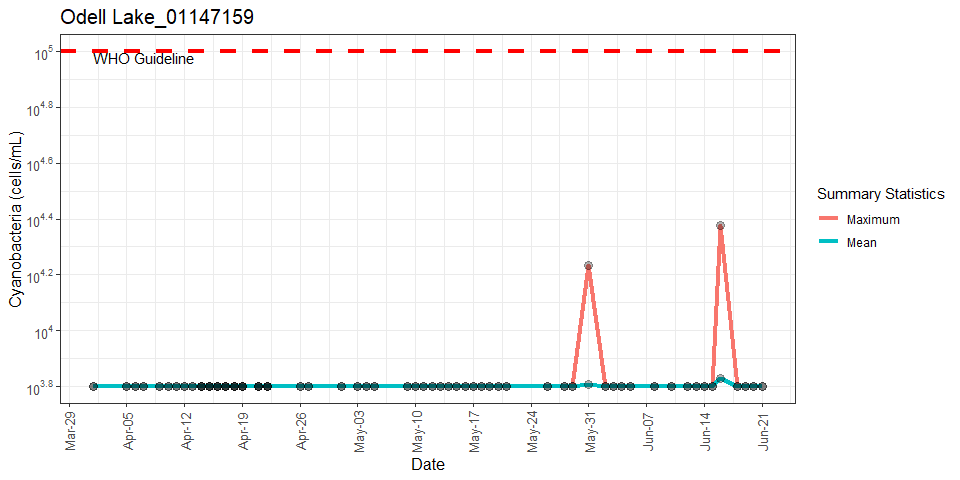 Odell Lake_01147159
Cyanobacteria (cells/mL)
10^5
10^4.8
10^4.6
10^4.4
10^4.2
10^4
10^3.8
WHO Guideline
Mar-29
Apr-05
Apr-12
Apr-19
Apr-26
May-03
May-10
May-17
May-24
May-31
Jun-07
Jun-14
Jun-21
Date
Summary Statistics
Maximum
Mean